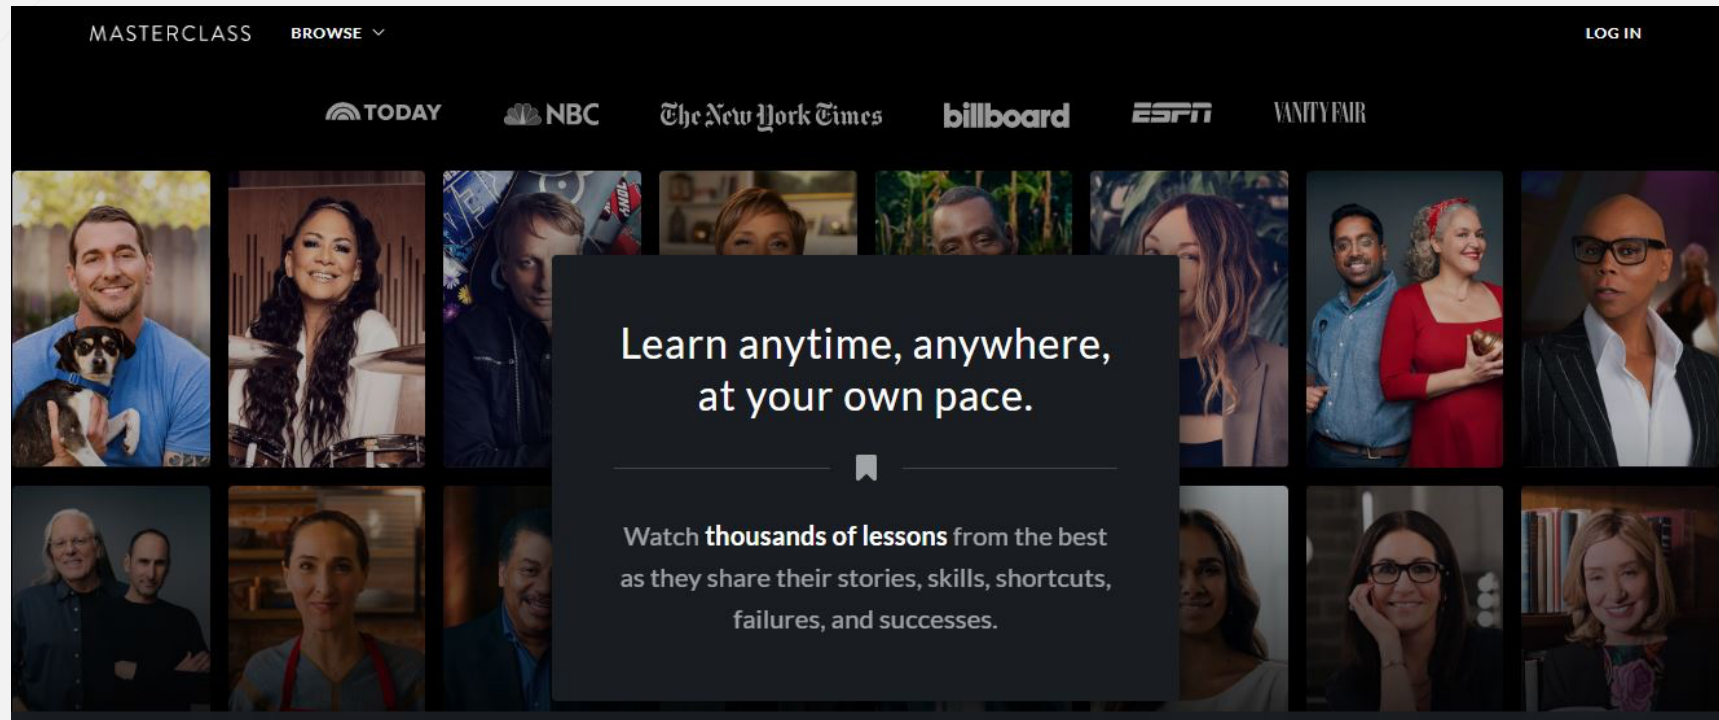 MASTERCLASS BROWSE LOG IN
TODAY NBC The New York Times billboard ESPN VANITY FAIR
Learn anytime, anywhere,
at your own pace.
Watch thousands of lessons from the best
as they share their stories, skills, shortcuts,
failures, and successes.